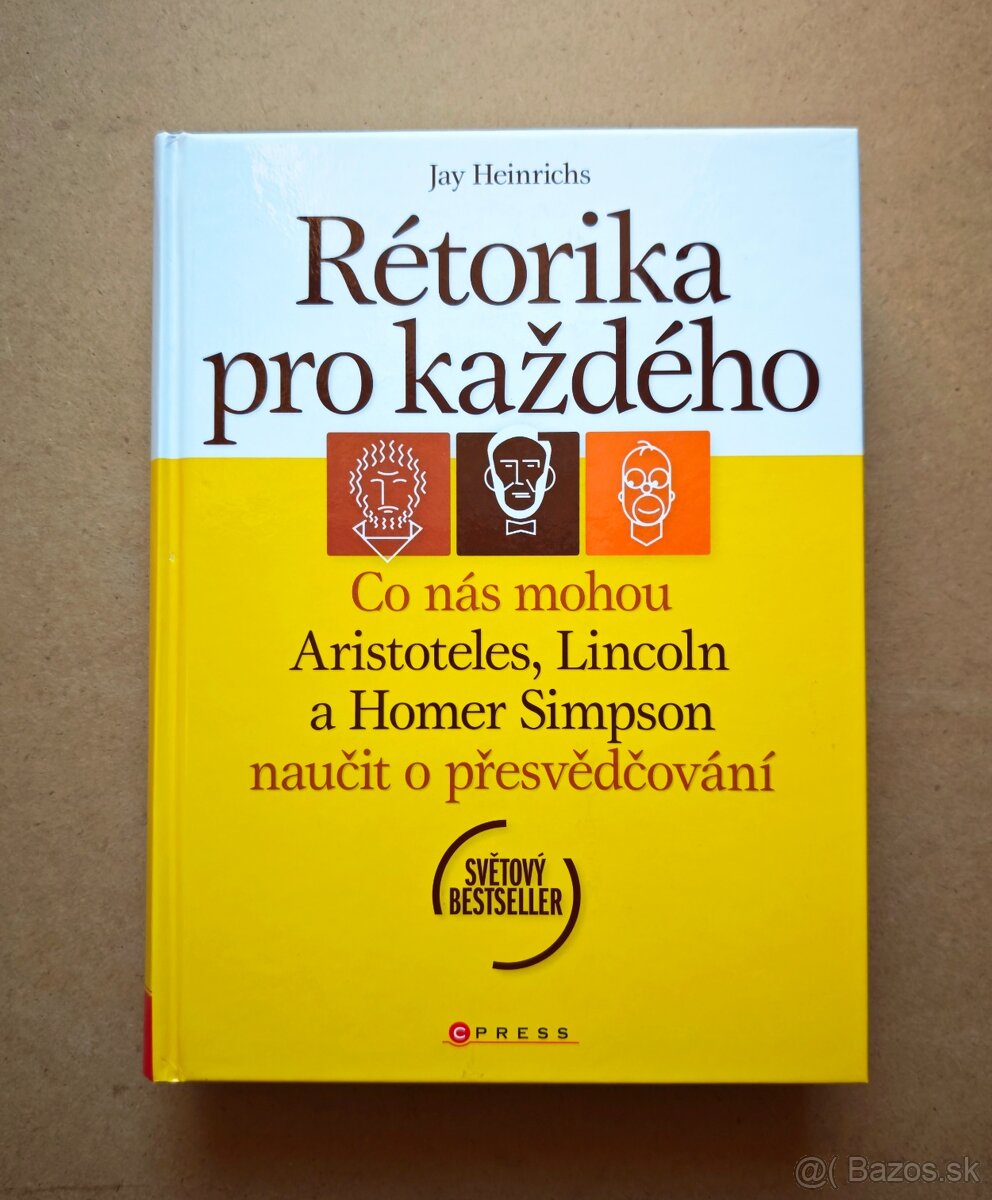 Jay Heinrichs
Rétorika
pro každého
Co nás mohou
Aristoteles, Lincoln
a Homer Simpson
naučit o přesvědčování
SVĚTOVÝ
BESTSELLER
CPRESS
@( Bazos.sk